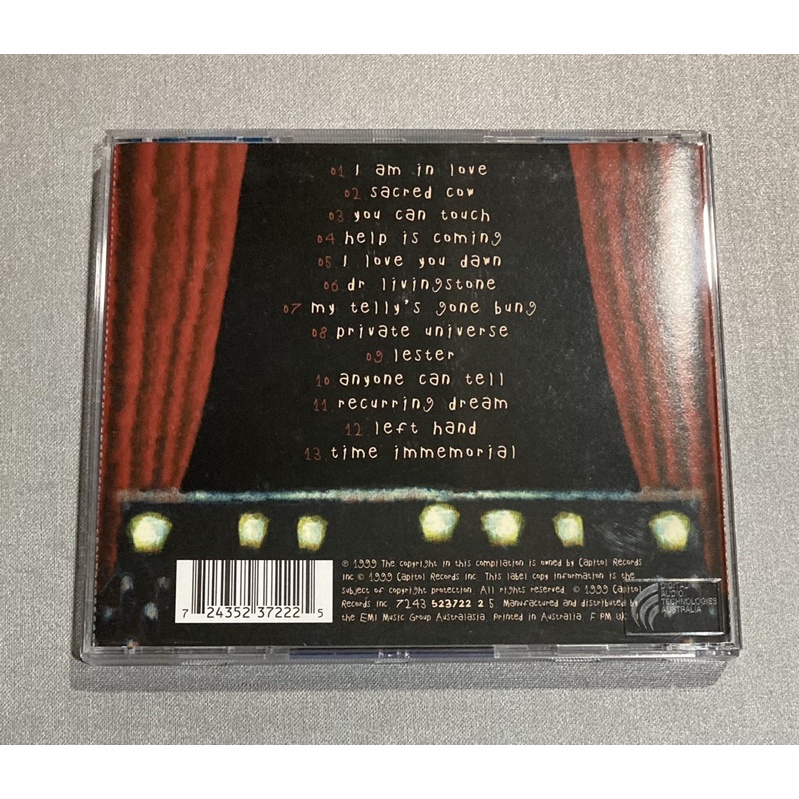 01 I am in love
02 sacred cow
03 you can touch
04 help is coming
05 I love you dawn
06 dr livingstone
07 my telly's gone bung
08 private universe
09 lester
10 anyone can tell
11 recurring dream
12 left hand
13 time immemorial
℗ 1999 The copyright in this compilation is owned by Capitol Records
Inc © 1999 Capitol Records Inc. This label copy information is the
subject of copyright protection. All rights reserved. © 1999 Capitol
Records Inc 7243 523722 2 5 Manufactured and distributed by
the EMI Music Group Australasia. Printed in Australia F.PM U.
7 24352 37222 5
DIGITAL
AUDIO
TECHNOLOGIES
AUSTRALIA